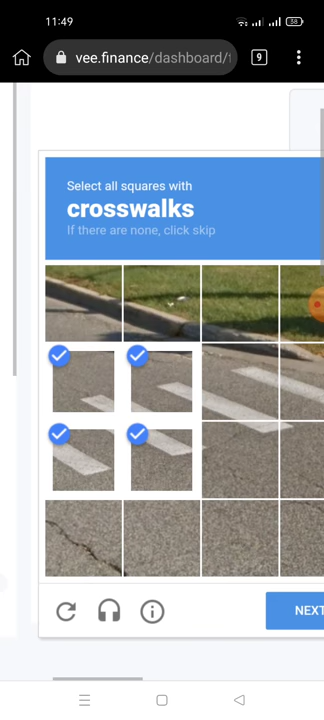 11:49
58
vee.finance/dashboard/
9
Select all squares with
crosswalks
If there are none, click skip
NEXT